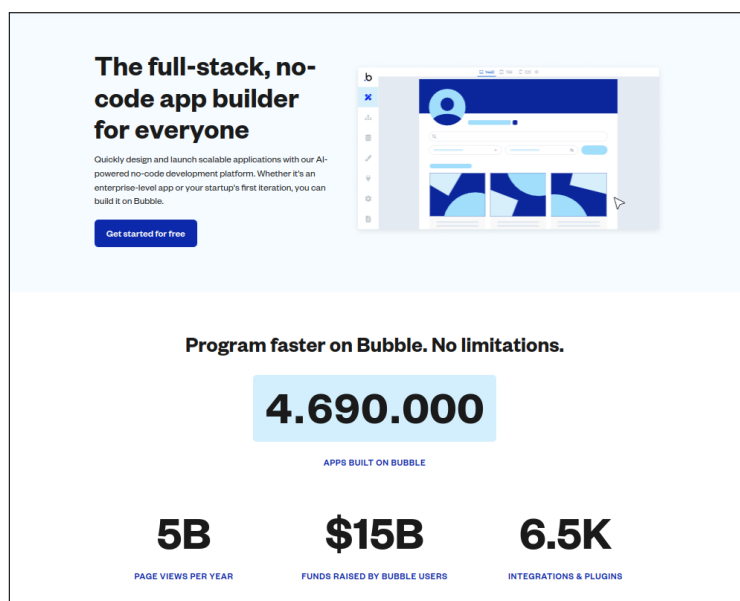 The full-stack, no-
code app builder
for everyone
Quickly design and launch scalable applications with our AI-
powered no-code development platform. Whether it's an
enterprise-level app or your startup's first iteration, you can
build it on Bubble.
Get started for free
.b
Program faster on Bubble. No limitations.
4.690.000
APPS BUILT ON BUBBLE
5B
$15B
6.5K
PAGE VIEWS PER YEAR
FUNDS RAISED BY BUBBLE USERS
INTEGRATIONS & PLUGINS